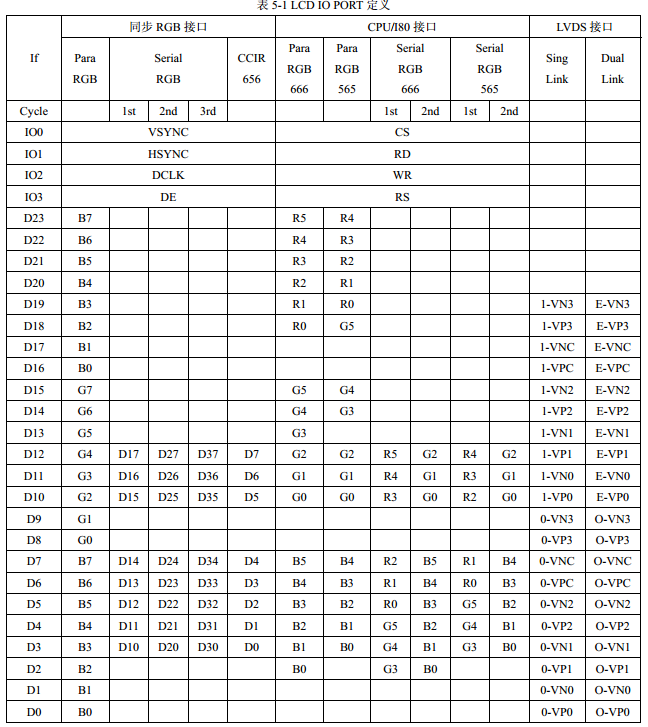 表 5-1 LCD IO PORT 定义
If 同步 RGB 接口 CPU/I80 接口 LVDS 接口
Para RGB Serial RGB CCIR 656 Para RGB 666 Para RGB 565 Serial RGB 666 Serial RGB 565 Sing Link Dual Link
Cycle 1st 2nd 3rd 1st 2nd 1st 2nd
IO0 VSYNC CS
IO1 HSYNC RD
IO2 DCLK WR
IO3 DE RS
D23 B7 R5 R4
D22 B6 R4 R3
D21 B5 R3 R2
D20 B4 R2 R1
D19 B3 R1 R0 1-VN3 E-VN3
D18 B2 R0 G5 1-VP3 E-VP3
D17 B1 1-VNC E-VNC
D16 B0 1-VPC E-VPC
D15 G7 G5 G4 1-VN2 E-VN2
D14 G6 G4 G3 1-VP2 E-VP2
D13 G5 G3 1-VN1 E-VN1
D12 G4 D17 D27 D37 D7 G2 G2 R5 G2 R4 G2 1-VP1 E-VP1
D11 G3 D16 D26 D36 D6 G1 G1 R4 G1 R3 G1 1-VN0 E-VN0
D10 G2 D15 D25 D35 D5 G0 G0 R3 G0 R2 G0 1-VP0 E-VP0
D9 G1 0-VN3 O-VN3
D8 G0 0-VP3 O-VP3
D7 B7 D14 D24 D34 D4 B5 B4 R2 B5 R1 B4 0-VNC O-VNC
D6 B6 D13 D23 D33 D3 B4 B3 R1 B4 R0 B3 0-VPC O-VPC
D5 B5 D12 D22 D32 D2 B3 B2 R0 B3 G5 B2 0-VN2 O-VN2
D4 B4 D11 D21 D31 D1 B2 B1 G5 B2 G4 B1 0-VP2 O-VP2
D3 B3 D10 D20 D30 D0 B1 B0 G4 B1 G3 B0 0-VN1 O-VN1
D2 B2 B0 G3 B0 0-VP1 O-VP1
D1 B1 0-VN0 O-VN0
D0 B0 0-VP0 O-VP0